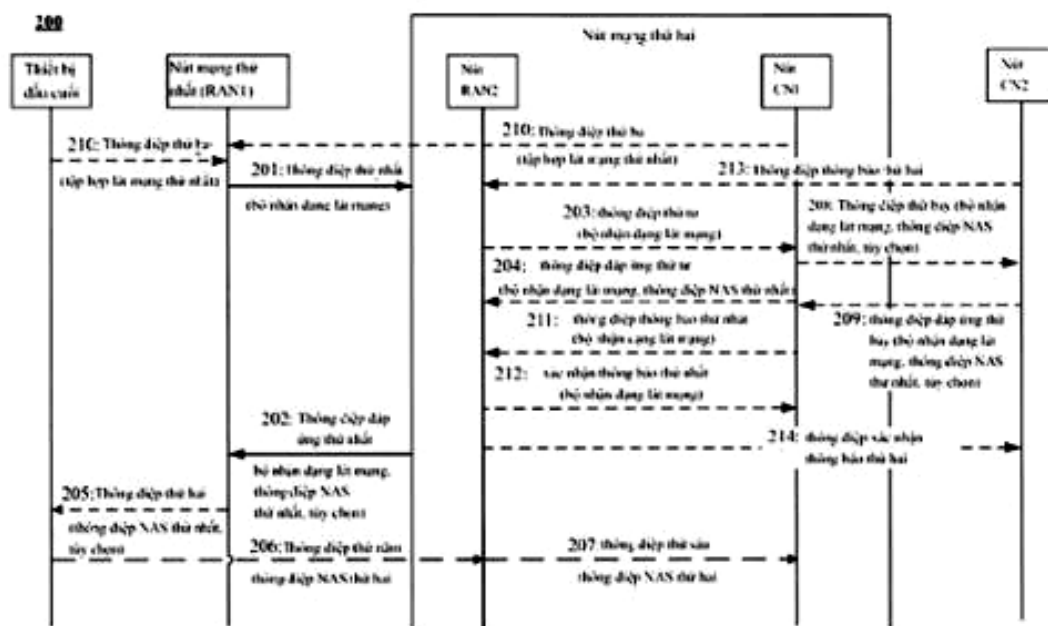 200
Nút mạng thứ hai
Thiết bị
đầu cuối
Nút mạng thứ
nhất (RAN1)
Nút
RAN2
Nút
CN1
Nút
CN2
210: Thông điệp thứ ba
(tập hợp lát mạng thứ nhất)
210: Thông điệp thứ ba
(tập hợp lát mạng thứ nhất)
201: Thông điệp thứ nhất
(bộ nhận dạng lát mạng)
213: Thông điệp thông báo thứ hai
203: thông điệp thứ tư
(bộ nhận dạng lát mạng)
208: Thông điệp thứ bảy (bộ nhận
dạng lát mạng, thông điệp NAS
thứ nhất, tùy chọn)
204: thông điệp đáp ứng thứ tư
(bộ nhận dạng lát mạng, thông điệp NAS thứ nhất)
211: thông điệp thông báo thứ nhất
(bộ nhận dạng lát mạng)
209: thông điệp đáp ứng thứ
bảy (bộ nhận dạng lát
mạng, thông điệp NAS
thứ nhất, tùy chọn)
212: xác nhận thông báo thứ nhất
(bộ nhận dạng lát mạng)
202: Thông điệp đáp
ứng thứ nhất
bộ nhận dạng lát mạng,
thông điệp NAS
thứ nhất, tùy chọn)
214: thông điệp xác nhận
thông báo thứ hai
205: Thông điệp thứ hai
(thông điệp NAS thứ nhất,
tùy chọn)
206: Thông điệp thứ năm
thông điệp NAS thứ hai
207: thông điệp thứ sáu
thông điệp NAS thứ hai